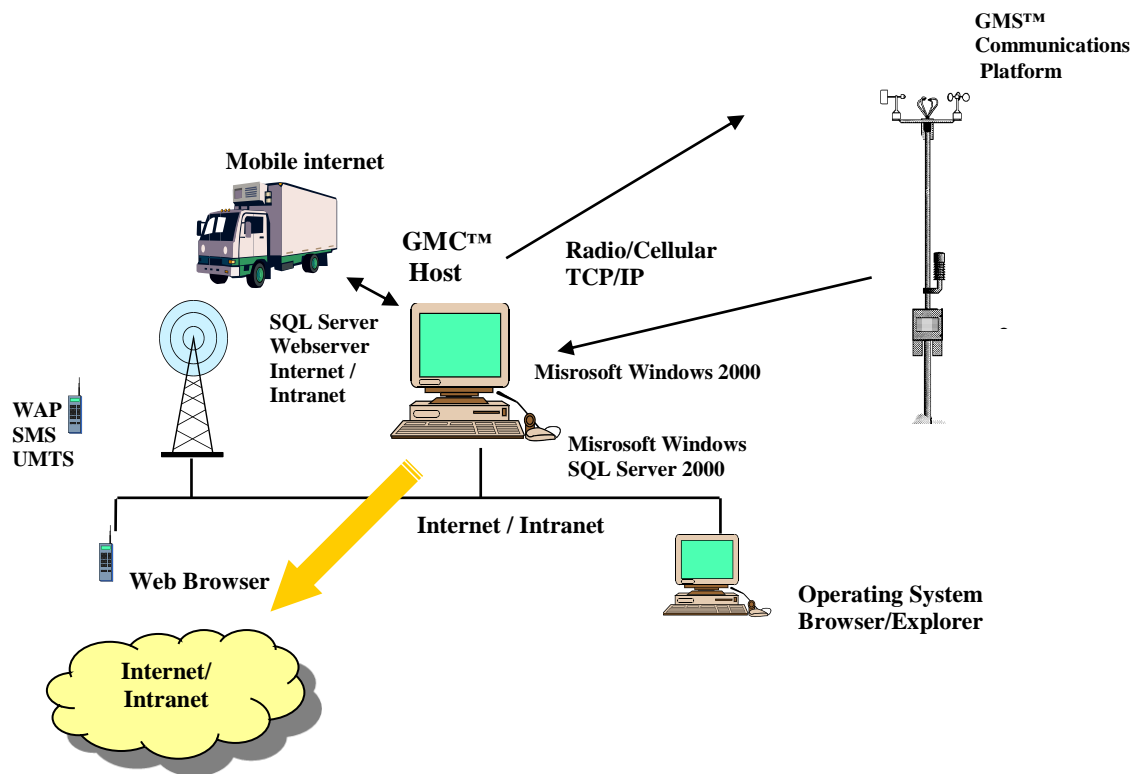 GMS™
Communications
Platform
Mobile internet
GMC™
Host
Radio/Cellular
TCP/IP
SQL Server
Webserver
Internet /
Intranet
Misrosoft Windows 2000
WAP
SMS
UMTS
Misrosoft Windows
SQL Server 2000
Internet / Intranet
Web Browser
Operating System
Browser/Explorer
Internet/
Intranet